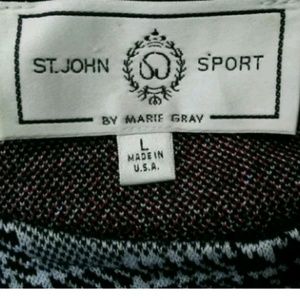 ST. JOHN SPORT
BY MARIE GRAY
L
MADE IN
U.S.A.